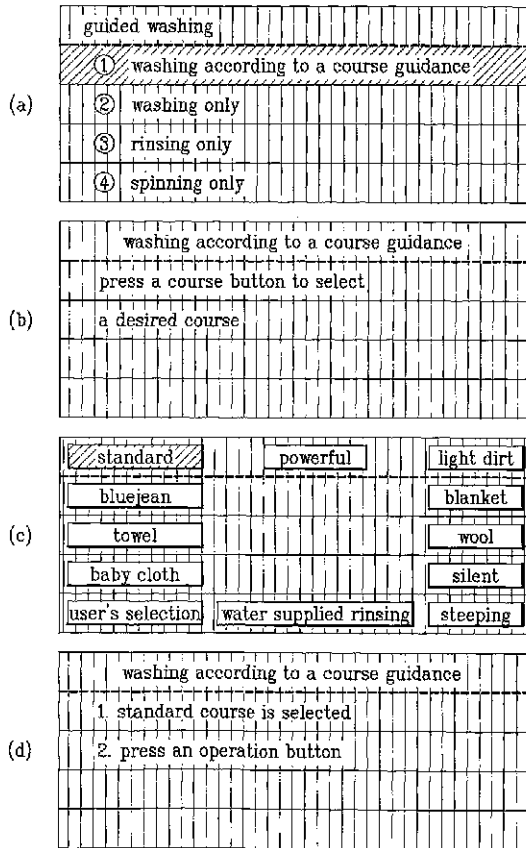 guided washing
① washing according to a course guidance
(a)
② washing only
③ rinsing only
④ spinning only
washing according to a course guidance
press a course button to select
(b)
a desired course
standard powerful light dirt
bluejean blanket
(c)
towel wool
baby cloth silent
user's selection water supplied rinsing steeping
washing according to a course guidance
1. standard course is selected
(d)
2. press an operation button